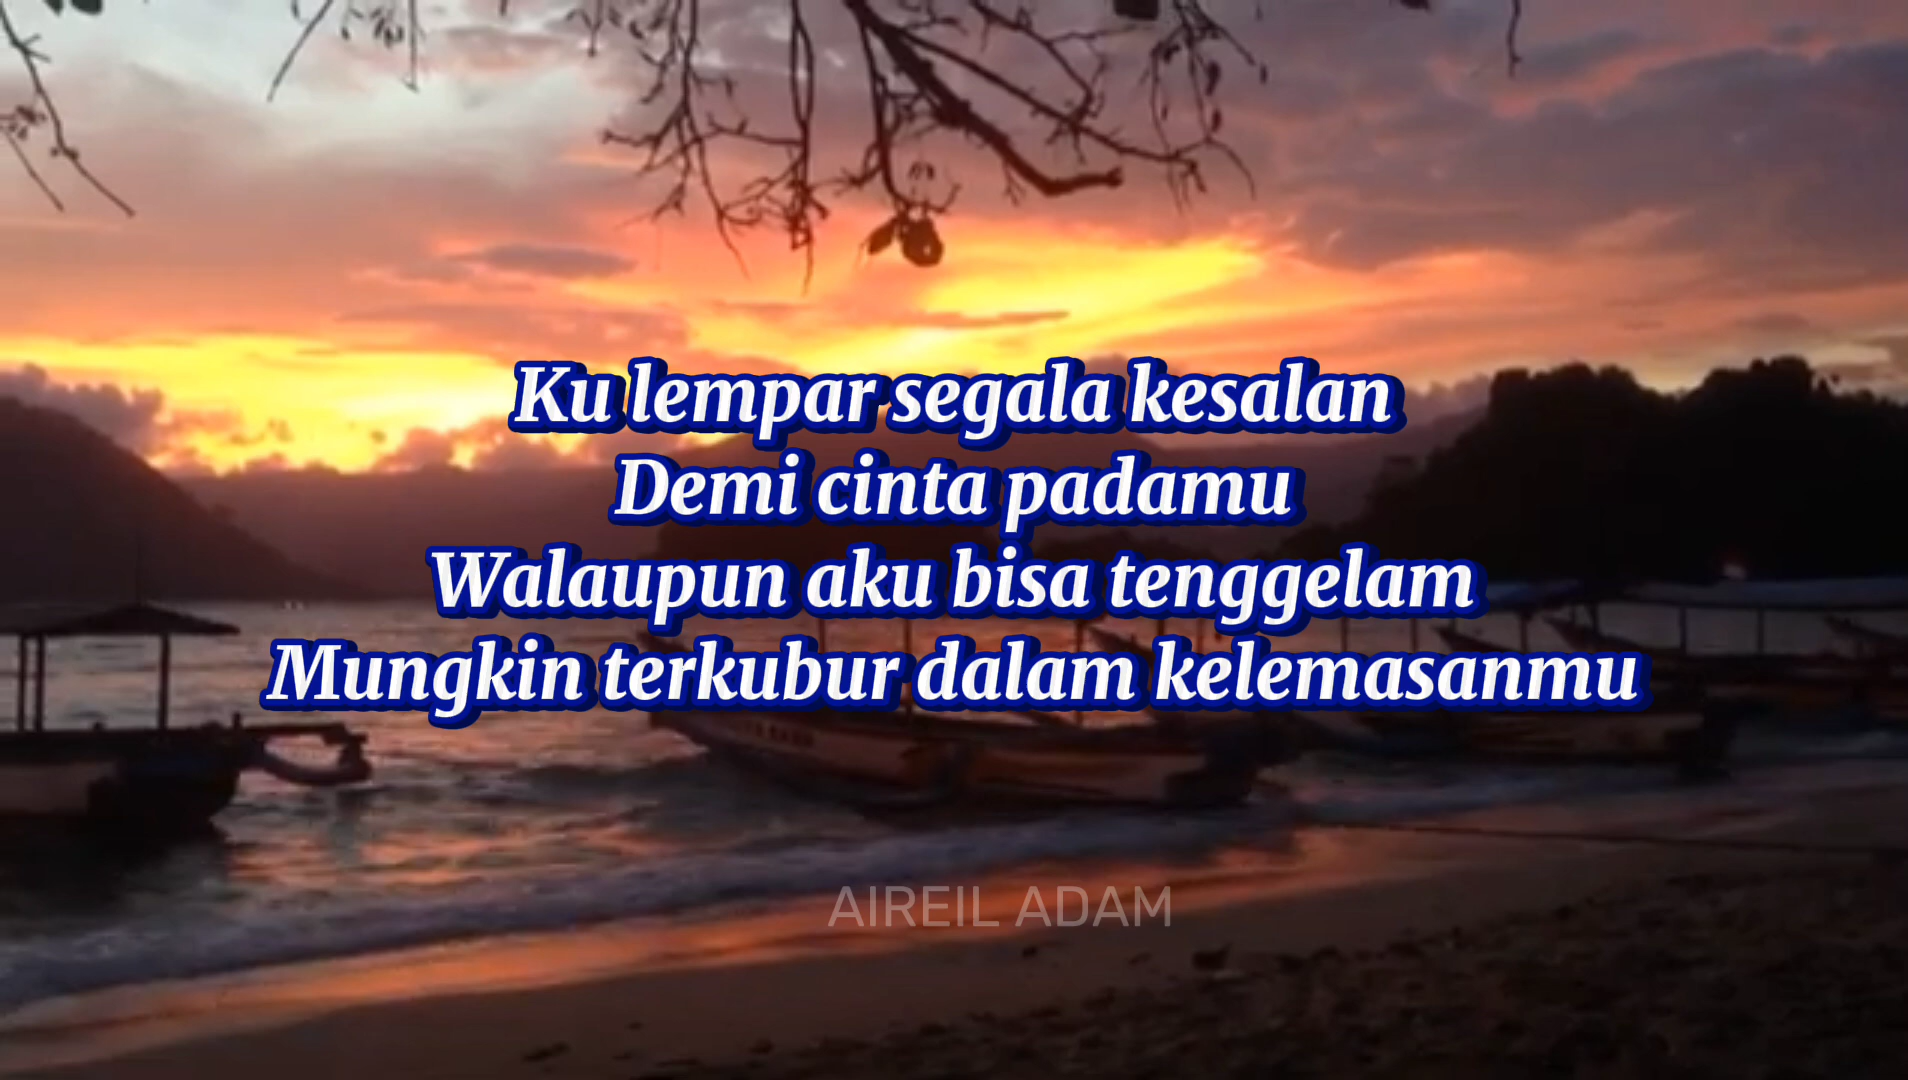 Ku lempar segala kesalan
Demi cinta padamu
Walaupun aku bisa tenggelam
Mungkin terkubur dalam kelemasanmu
AIREIL ADAM